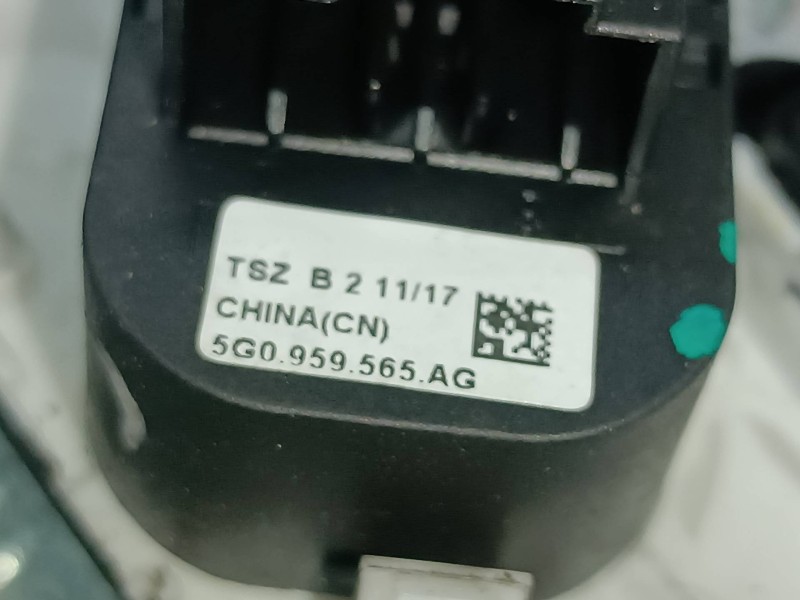 TSZ B 2 11/17
CHINA(CN)
5G0.959.565.AG